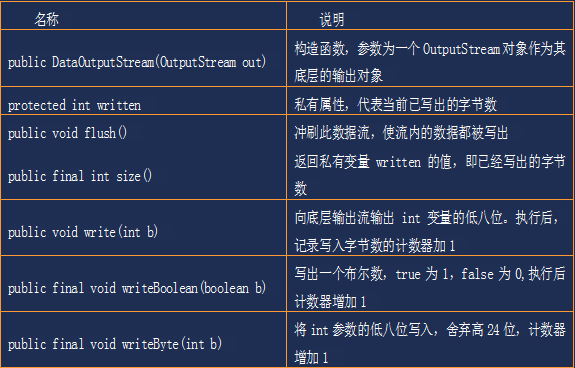 名称 说明
public DataOutputStream(OutputStream out) 构造函数，参数为一个OutputStream对象作为其
底层的输出对象
protected int written 私有属性，代表当前已写出的字节数
public void flush() 冲刷此数据流，使流内的数据都被写出
public final int size() 返回私有变量 written 的值，即已经写出的字节
数
public void write(int b) 向底层输出流输出 int 变量的低八位。执行后，
记录写入字节数的计数器加1
public final void writeBoolean(boolean b) 写出一个布尔数，true 为 1，false 为 0,执行后
计数器增加1
public final void writeByte(int b) 将 int参数的低八位写入，舍弃高24位，计数器
增加1